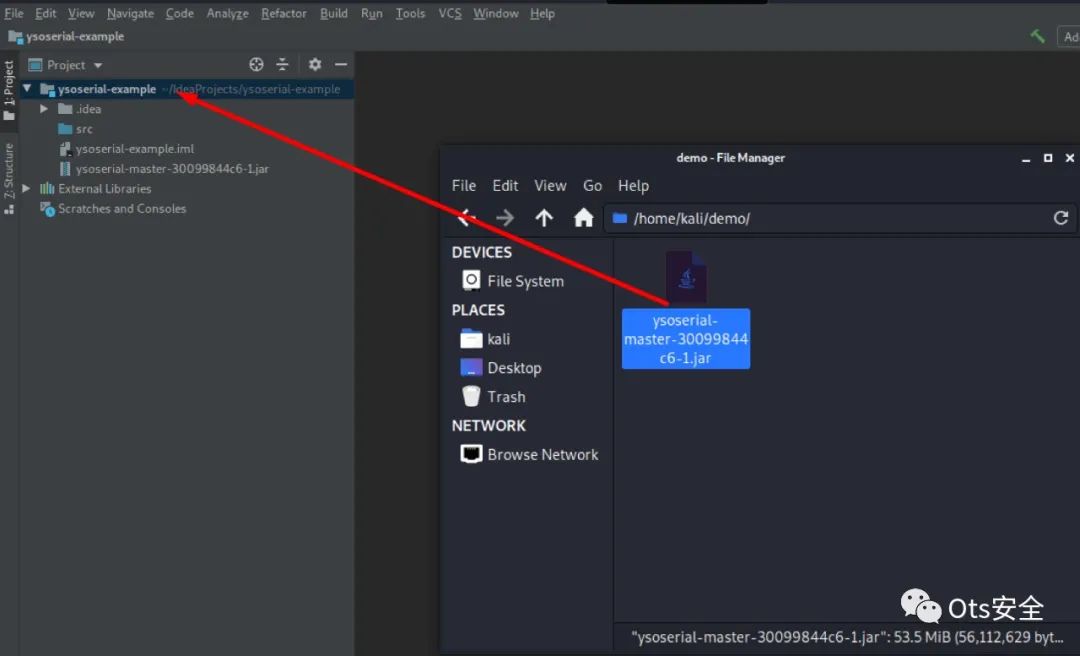 File Edit View Navigate Code Analyze Refactor Build Run Tools VCS Window Help
ysoserial-example
Project
ysoserial-example ~/IdeaProjects/ysoserial-example
.idea
src
ysoserial-example.iml
ysoserial-master-30099844c6-1.jar
External Libraries
Scratches and Consoles
1: Project
Z: Structure
demo - File Manager
File Edit View Go Help
/home/kali/demo/
DEVICES
File System
PLACES
kali
Desktop
Trash
NETWORK
Browse Network
ysoserial-
master-30099844
c6-1.jar
Ots安全
"ysoserial-master-30099844c6-1.jar": 53.5 MiB (56,112,629 byt...